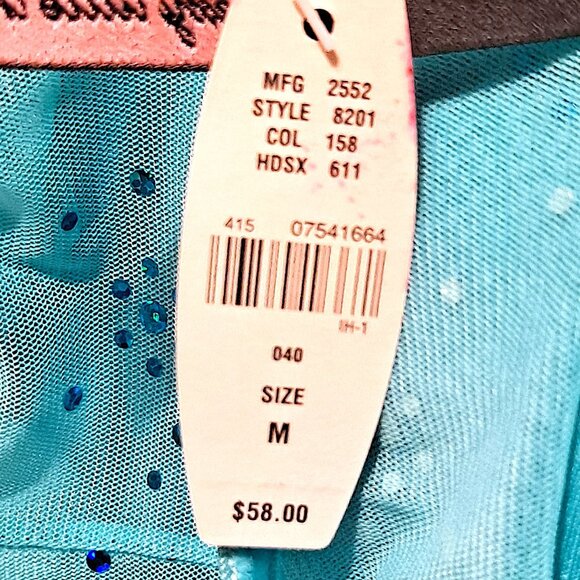 MFG 2552
STYLE 8201
COL 158
HDSX 611
415 07541664
IH-1
040
SIZE
M
$58.00